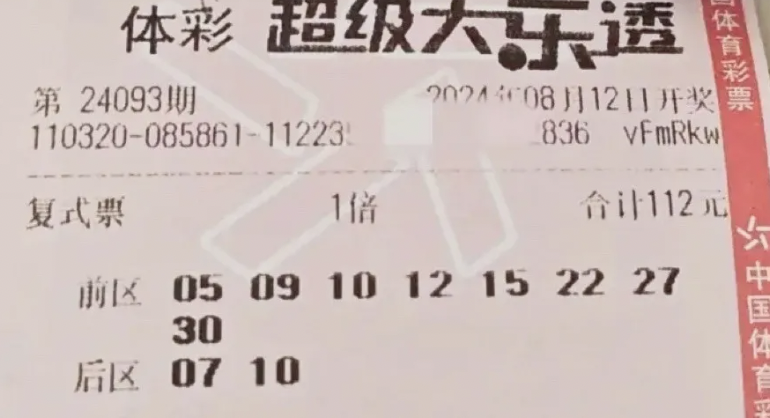 体彩 超级大乐透
第 24093期 2024年08月12日开奖
110320-085861-11223 836 vFmRkw
复式票 1倍 合计112元
前区 05 09 10 12 15 22 27
30
后区 07 10
国体育彩票
中国体育彩